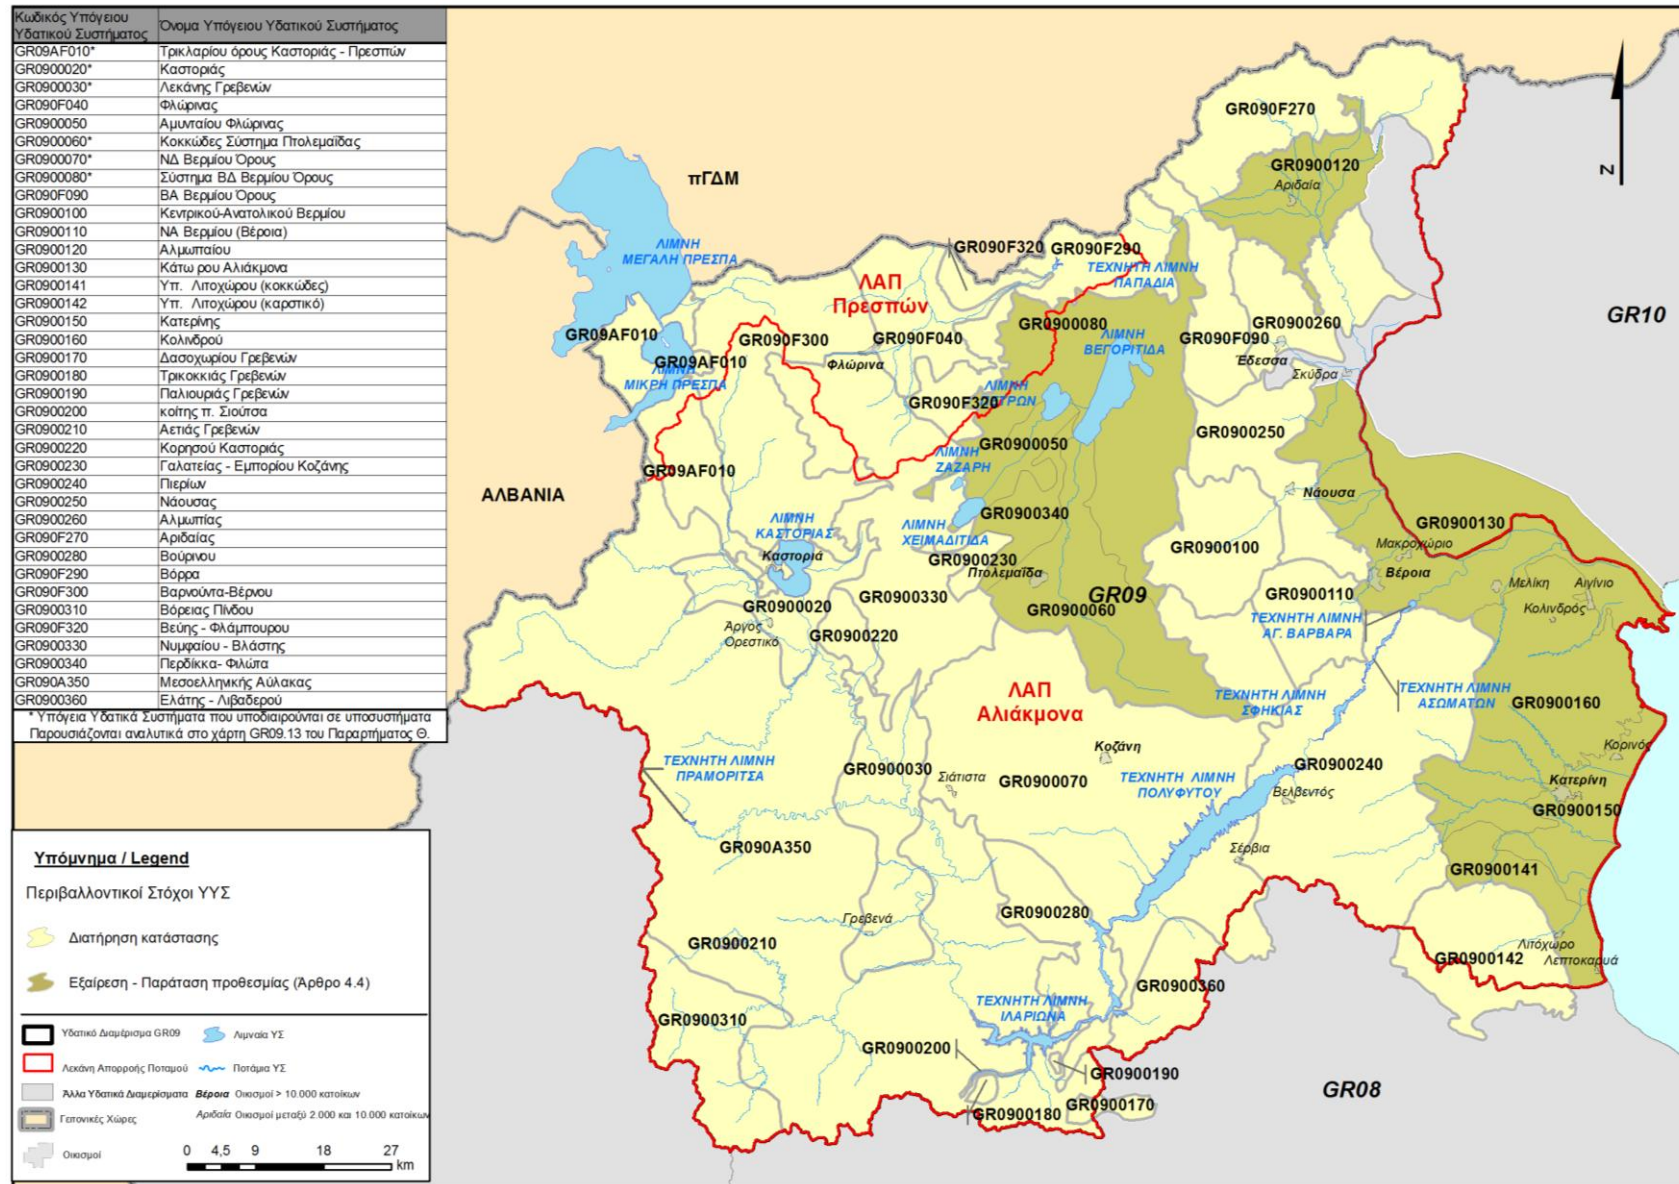 Κωδικός Υπόγειου Υδατικού Συστήματος Όνομα Υπόγειου Υδατικού Συστήματος
GR09AF010* Τρικλαρίου όρους Καστοριάς - Πρεσπών
GR0900020* Καστοριάς
GR0900030* Λεκάνης Γρεβενών
GR090F040 Φλώρινας
GR0900050 Αμυνταίου Φλώρινας
GR0900060* Κοκκώδες Σύστημα Πτολεμαΐδας
GR0900070* ΝΔ Βερμίου Όρους
GR0900080* Σύστημα ΒΔ Βερμίου Όρους
GR090F090 ΒΑ Βερμίου Όρους
GR0900100 Κεντρικού-Ανατολικού Βερμίου
GR0900110 ΝΑ Βερμίου (Βέροια)
GR0900120 Αλμωπαίου
GR0900130 Κάτω ρου Αλιάκμονα
GR0900141 Υπ. Λιτοχώρου (κοκκώδες)
GR0900142 Υπ. Λιτοχώρου (καρστικό)
GR0900150 Κατερίνης
GR0900160 Κολινδρού
GR0900170 Δασοχωρίου Γρεβενών
GR0900180 Τρικοκκιάς Γρεβενών
GR0900190 Παλιουριάς Γρεβενών
GR0900200 κοίτης π. Σιούτσα
GR0900210 Αετιάς Γρεβενών
GR0900220 Κορησού Καστοριάς
GR0900230 Γαλατείας - Εμπορίου Κοζάνης
GR0900240 Πιερίων
GR0900250 Νάουσας
GR0900260 Αλμωπίας
GR090F270 Αριδαίας
GR0900280 Βούρινου
GR090F290 Βόρρα
GR090F300 Βαρνούντα-Βέρνου
GR0900310 Βόρειας Πίνδου
GR090F320 Βεύης - Φλάμπουρου
GR0900330 Νυμφαίου - Βλάστης
GR0900340 Περδίκκα- Φιλώτα
GR090A350 Μεσοελληνικής Αύλακας
GR0900360 Ελάτης - Λιβαδερού
* Υπόγεια Υδατικά Συστήματα που υποδιαιρούνται σε υποσυστήματα
Παρουσιάζονται αναλυτικά στο χάρτη GR09.13 του Παραρτήματος Θ.
Υπόμνημα / Legend
Περιβαλλοντικοί Στόχοι ΥΥΣ
Διατήρηση κατάστασης
Εξαίρεση - Παράταση προθεσμίας (Άρθρο 4.4)
Υδατικό Διαμέρισμα GR09 Λιμναία ΥΣ
Λεκάνη Απορροής Ποταμού Ποτάμια ΥΣ
Άλλα Υδατικά Διαμερίσματα Βέροια Οικισμοί > 10.000 κατοίκων
Γειτονικές Χώρες Αριδαία Οικισμοί μεταξύ 2.000 και 10.000 κατοίκων
Οικισμοί 0 4,5 9 18 27 km
πΓΔΜ
ΑΛΒΑΝΙΑ
GR10
GR08
GR09
N
ΛΑΠ
Πρεσπών
ΛΑΠ
Αλιάκμονα
GR090F270
GR0900120
Αριδαία
GR090F320
GR090F290
ΤΕΧΝΗΤΗ ΛΙΜΝΗ
ΠΑΠΑΔΙΑ
ΛΙΜΝΗ
ΜΕΓΑΛΗ ΠΡΕΣΠΑ
GR09AF010
GR09AF010
ΛΙΜΝΗ
ΜΙΚΡΗ ΠΡΕΣΠΑ
GR090F300
GR090F040
Φλώρινα
GR0900080
ΛΙΜΝΗ
ΒΕΓΟΡΙΤΙΔΑ
GR090F090
GR0900260
Έδεσσα
Σκύδρα
ΛΙΜΝΗ
GR090F320
GR0900050
GR0900250
ΛΙΜΝΗ
ΖΑΖΑΡΗ
GR09AF010
Νάουσα
ΛΙΜΝΗ
ΚΑΣΤΟΡΙΑΣ
Καστοριά
ΛΙΜΝΗ
ΧΕΙΜΑΔΙΤΙΔΑ
GR0900340
GR0900130
Μακροχώριο
Βέροια
GR0900100
GR0900230
Πτολεμαΐδα
Μελίκη
Αιγίνιο
Κολινδρός
GR0900330
GR0900060
GR0900110
ΤΕΧΝΗΤΗ ΛΙΜΝΗ
ΑΓ. ΒΑΡΒΑΡΑ
GR0900020
Άργος
Ορεστικό
GR0900220
ΤΕΧΝΗΤΗ ΛΙΜΝΗ
ΣΦΗΚΙΑΣ
ΤΕΧΝΗΤΗ ΛΙΜΝΗ
ΑΣΩΜΑΤΩΝ
GR0900160
Κορινός
Κοζάνη
ΤΕΧΝΗΤΗ ΛΙΜΝΗ
ΠΡΑΜΟΡΙΤΣΑ
GR0900030
Σιάτιστα
GR0900070
ΤΕΧΝΗΤΗ ΛΙΜΝΗ
ΠΟΛΥΦΥΤΟΥ
GR0900240
Βελβεντός
Κατερίνη
GR0900150
GR090A350
Σέρβια
GR0900141
Γρεβενά
GR0900280
GR0900210
Λιτόχωρο
Λεπτοκαρυά
GR0900142
GR0900360
ΤΕΧΝΗΤΗ ΛΙΜΝΗ
ΙΛΑΡΙΩΝΑ
GR0900310
GR0900200
GR0900190
GR0900180
GR0900170